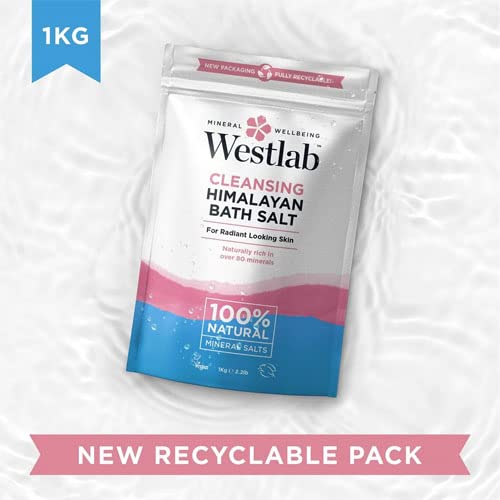 1KG
NEW PACKAGING FULLY RECYCLABLE!
MINERAL WELLBEING
Westlab™
CLEANSING
HIMALAYAN
BATH SALT
For Radiant Looking Skin
Naturally rich in
over 80 minerals
100%
NATURAL
MINERAL SALTS
vegan
1Kg ℮ 2.2lb
NEW RECYCLABLE PACK